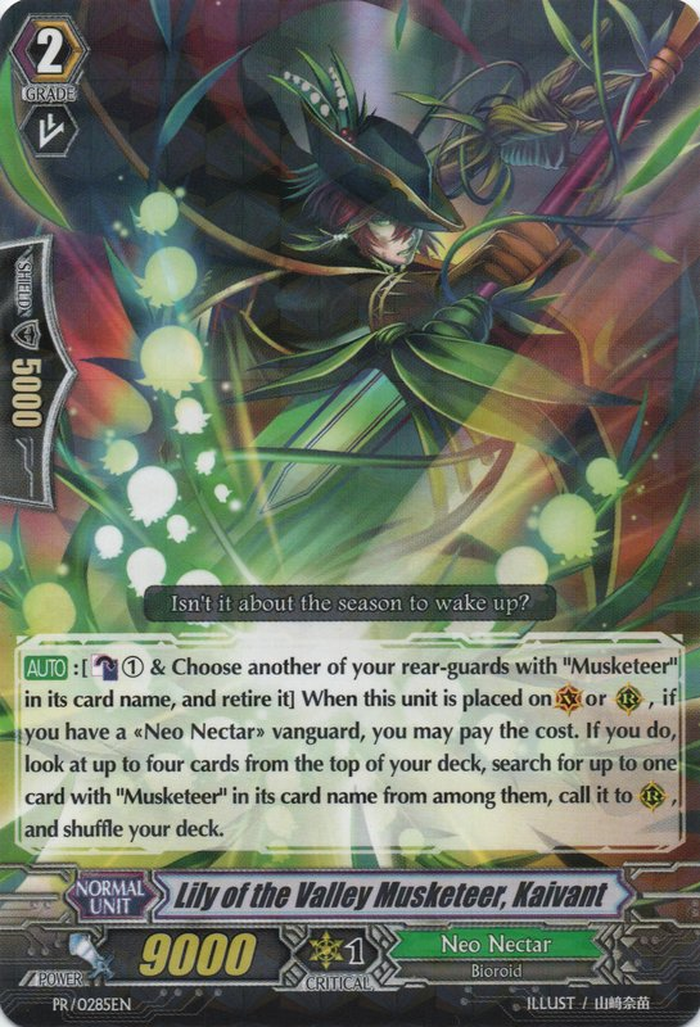 2
GRADE
SHIELD
5000
Isn't it about the season to wake up?
AUTO :[ ① & Choose another of your rear-guards with "Musketeer"
in its card name, and retire it] When this unit is placed on V or R , if
you have a «Neo Nectar» vanguard, you may pay the cost. If you do,
look at up to four cards from the top of your deck, search for up to one
card with "Musketeer" in its card name from among them, call it to R ,
and shuffle your deck.
NORMAL
UNIT
Lily of the Valley Musketeer, Kaivant
POWER
9000
1
CRITICAL
Neo Nectar
Bioroid
PR/0285EN
ILLUST / 山﨑奈苗